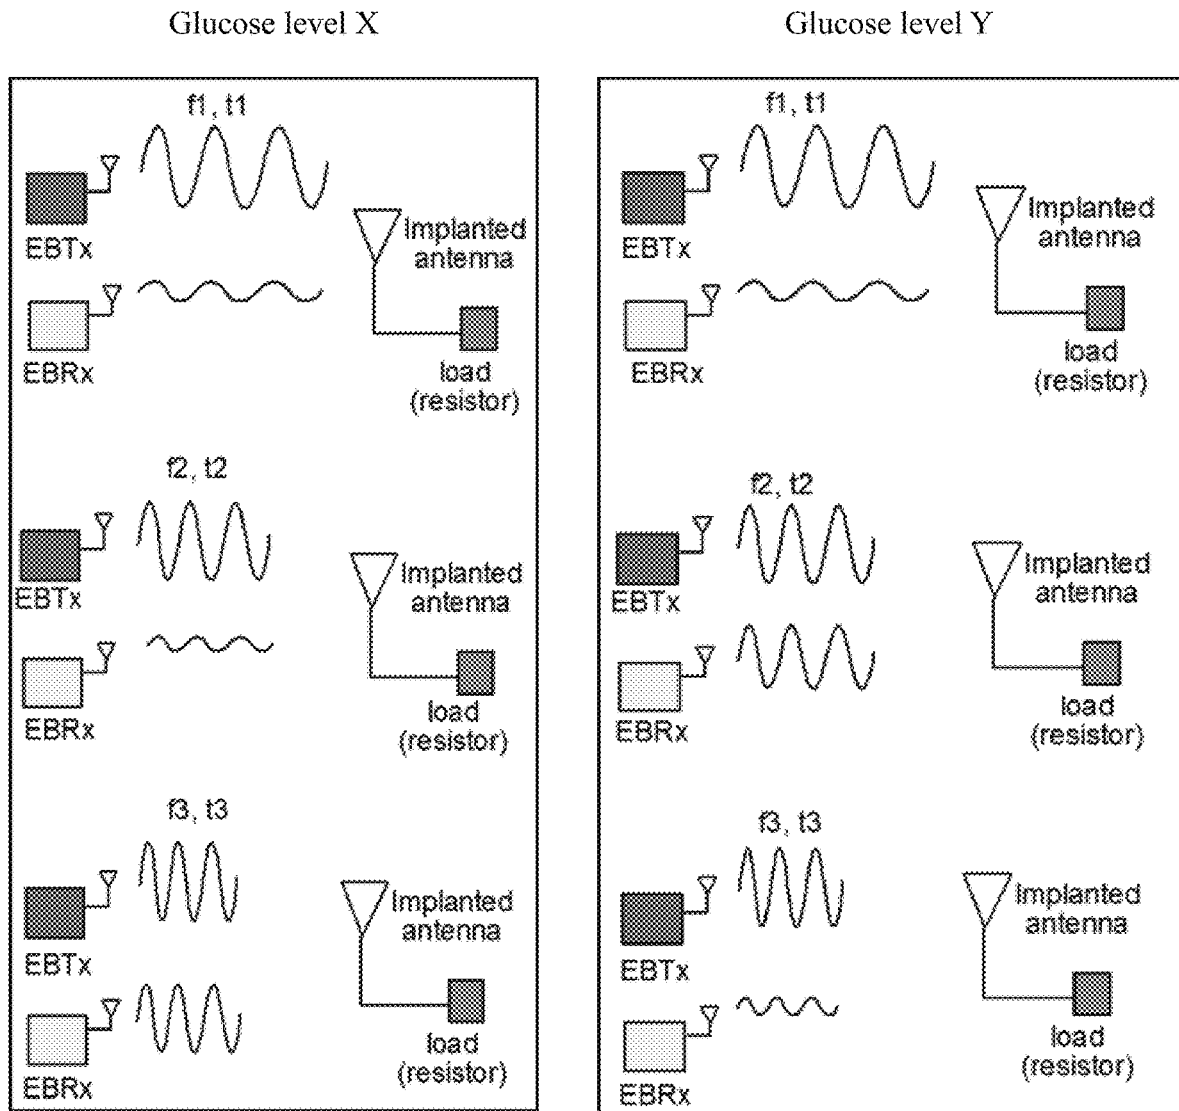 Glucose level X
f1, t1
EBTx
Implanted
antenna
EBRx
load
(resistor)
f2, t2
EBTx
Implanted
antenna
EBRx
load
(resistor)
f3, t3
EBTx
Implanted
antenna
EBRx
load
(resistor)
Glucose level Y
f1, t1
EBTx
Implanted
antenna
EBRx
load
(resistor)
f2, t2
EBTx
Implanted
antenna
EBRx
load
(resistor)
f3, t3
EBTx
Implanted
antenna
EBRx
load
(resistor)